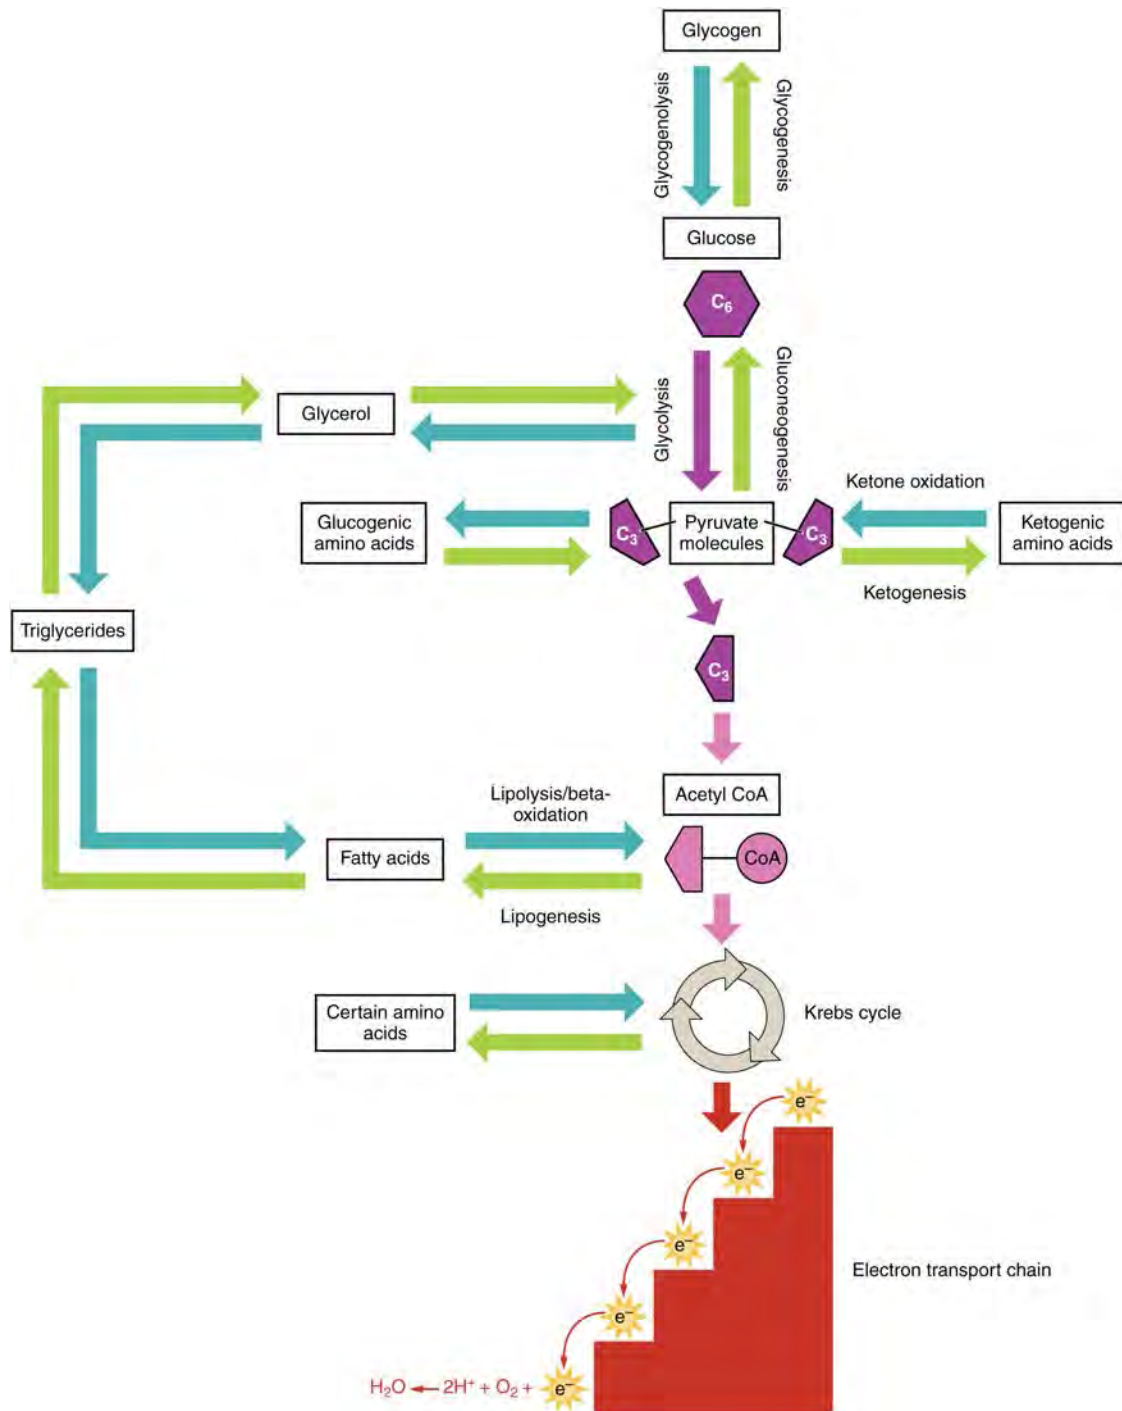 Glycogen
Glycogenolysis
Glycogenesis
Glucose
C₆
Glycolysis
Gluconeogenesis
Glycerol
Ketone oxidation
Glucogenic
amino acids
C₃
Pyruvate
molecules
C₃
Ketogenic
amino acids
Ketogenesis
Triglycerides
C₃
Acetyl CoA
Lipolysis/beta-
oxidation
Fatty acids
CoA
Lipogenesis
Certain amino
acids
Krebs cycle
e⁻
e⁻
e⁻
Electron transport chain
e⁻
H₂O ← 2H⁺ + O₂ + e⁻